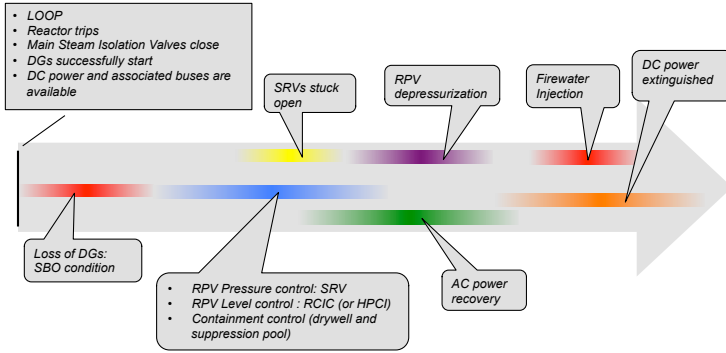 • LOOP
• Reactor trips
• Main Steam Isolation Valves close
• DGs successfully start
• DC power and associated buses are
available
SRVs stuck
open
RPV
depressurization
Firewater
Injection
DC power
extinguished
Loss of DGs:
SBO condition
• RPV Pressure control: SRV
• RPV Level control : RCIC (or HPCI)
• Containment control (drywell and
suppression pool)
AC power
recovery